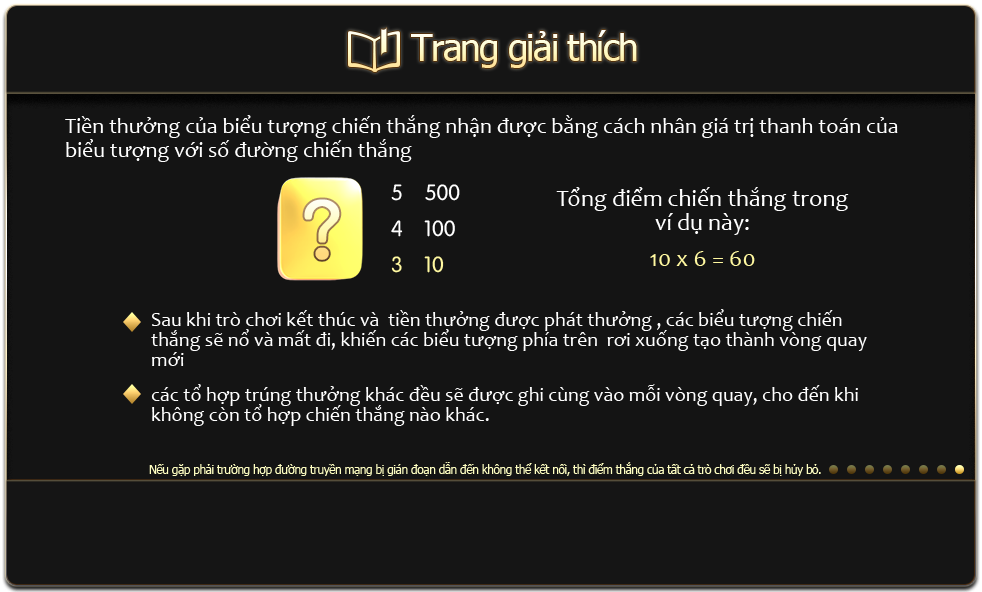 Trang giải thích
Tiền thưởng của biểu tượng chiến thắng nhận được bằng cách nhân giá trị thanh toán của
biểu tượng với số đường chiến thắng
?
5 500
4 100
3 10
Tổng điểm chiến thắng trong
ví dụ này:
10 x 6 = 60
Sau khi trò chơi kết thúc và tiền thưởng được phát thưởng , các biểu tượng chiến
thắng sẽ nổ và mất đi, khiến các biểu tượng phía trên rơi xuống tạo thành vòng quay
mới
các tổ hợp trúng thưởng khác đều sẽ được ghi cùng vào mỗi vòng quay, cho đến khi
không còn tổ hợp chiến thắng nào khác.
Nếu gặp phải trường hợp đường truyền mạng bị gián đoạn dẫn đến không thể kết nối, thì điểm thắng của tất cả trò chơi đều sẽ bị hủy bỏ.